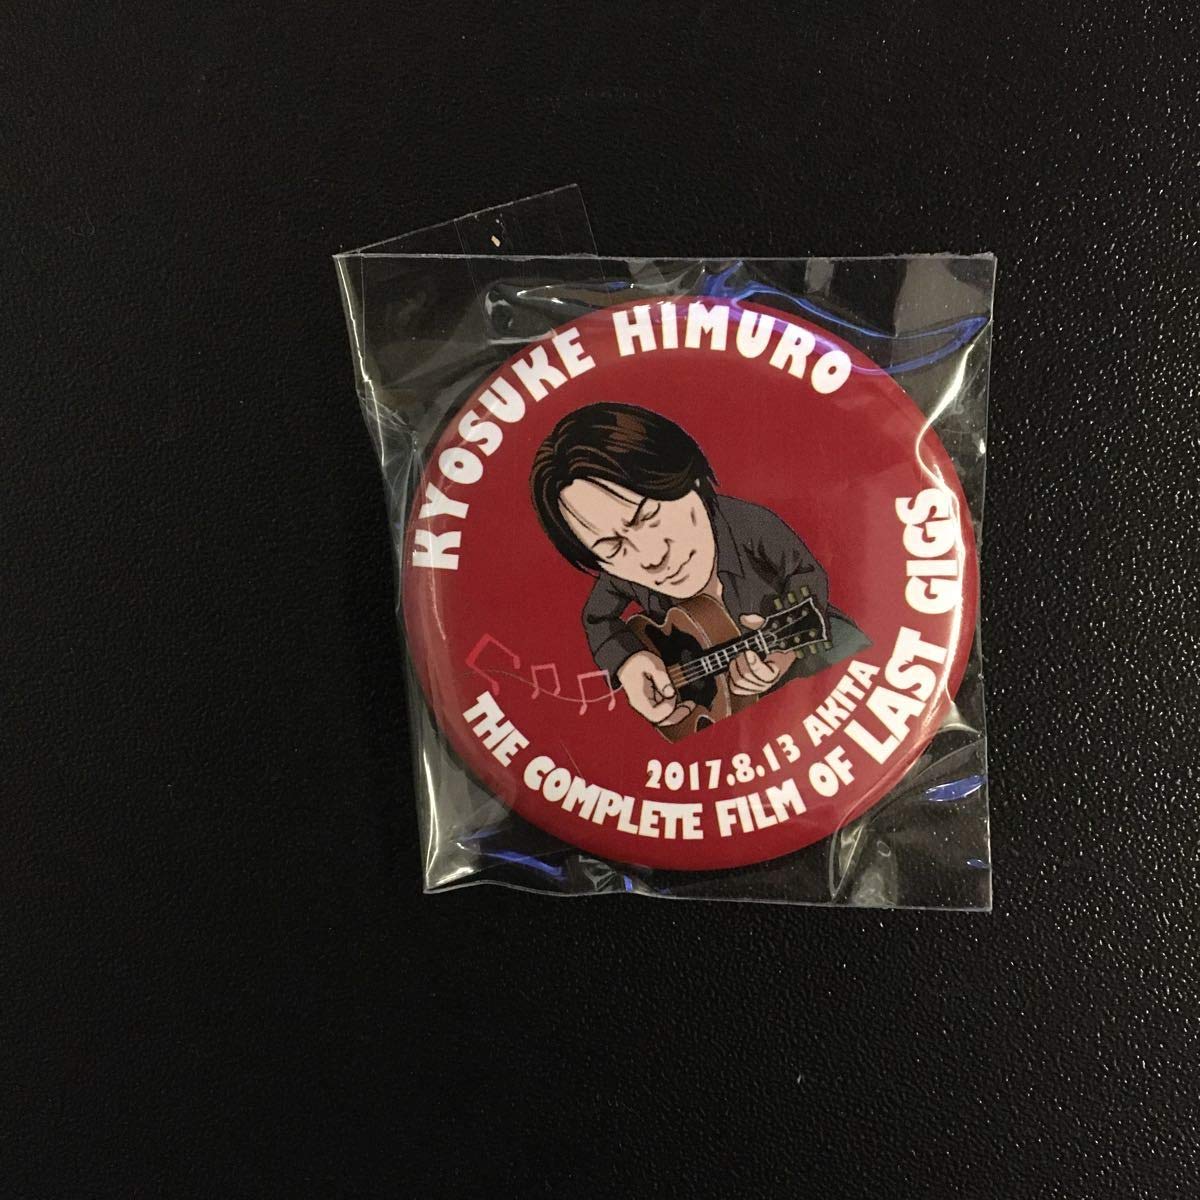 KYOSUKE HIMURO
2017.8.13 AKITA
THE COMPLETE FILM OF LAST GIGS